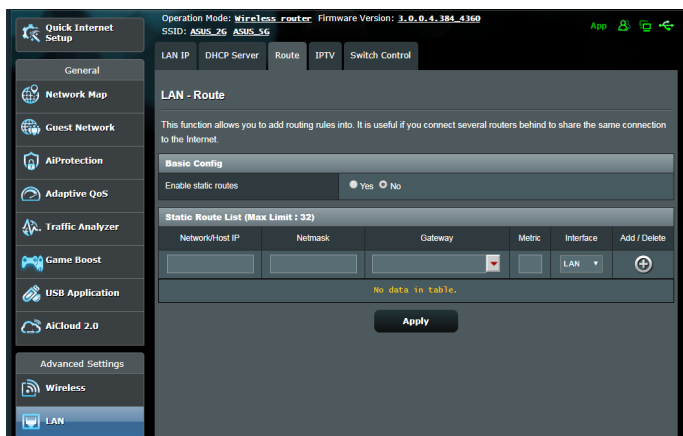 Quick Internet
Setup
General
Network Map
Guest Network
AiProtection
Adaptive QoS
Traffic Analyzer
Game Boost
USB Application
AiCloud 2.0
Advanced Settings
Wireless
LAN
Operation Mode: Wireless router Firmware Version: 3.0.0.4.384_4360
SSID: ASUS_2G ASUS_5G
App
LAN IP DHCP Server Route IPTV Switch Control
LAN - Route
This function allows you to add routing rules into. It is useful if you connect several routers behind to share the same connection
to the Internet.
Basic Config
Enable static routes Yes No
Static Route List (Max Limit : 32)
Network/Host IP Netmask Gateway Metric Interface Add / Delete
LAN
No data in table.
Apply